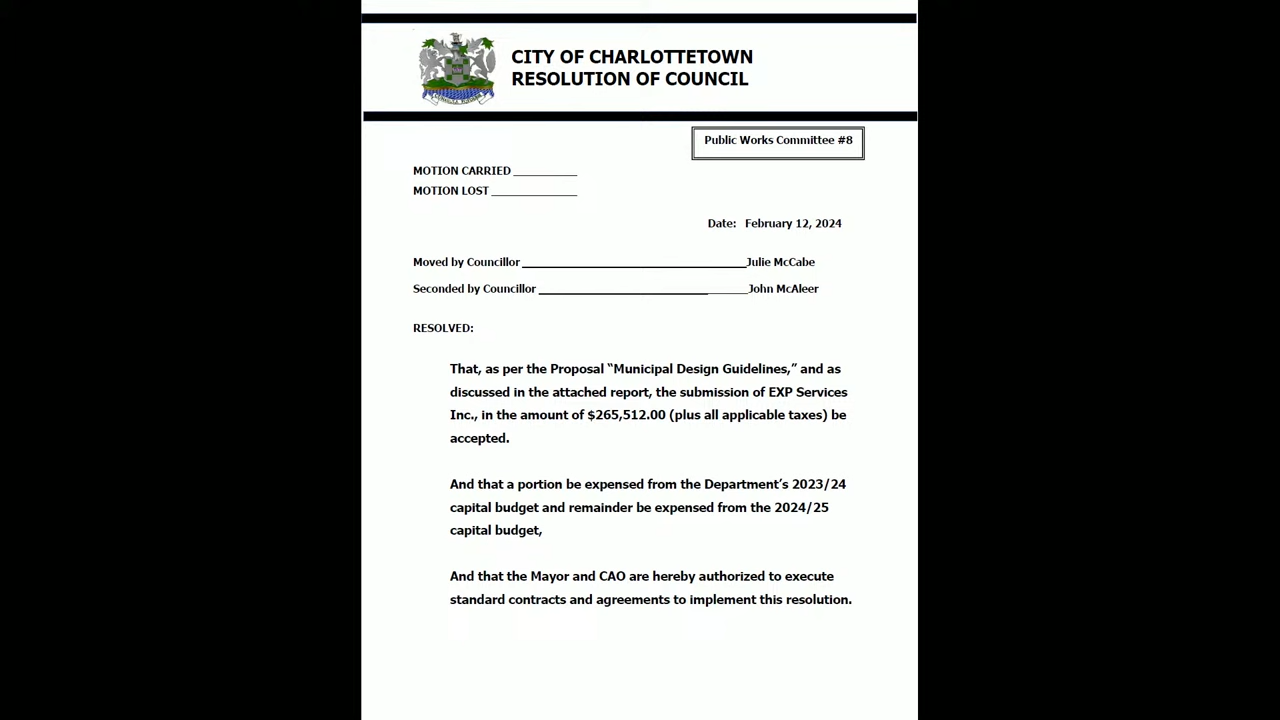 CITY OF CHARLOTTETOWN
RESOLUTION OF COUNCIL
Public Works Committee #8
MOTION CARRIED __________
MOTION LOST ______________
Date: February 12, 2024
Moved by Councillor ____________________________________Julie McCabe
Seconded by Councillor __________________________________John McAleer
RESOLVED:
That, as per the Proposal “Municipal Design Guidelines,” and as
discussed in the attached report, the submission of EXP Services
Inc., in the amount of $265,512.00 (plus all applicable taxes) be
accepted.
And that a portion be expensed from the Department’s 2023/24
capital budget and remainder be expensed from the 2024/25
capital budget,
And that the Mayor and CAO are hereby authorized to execute
standard contracts and agreements to implement this resolution.